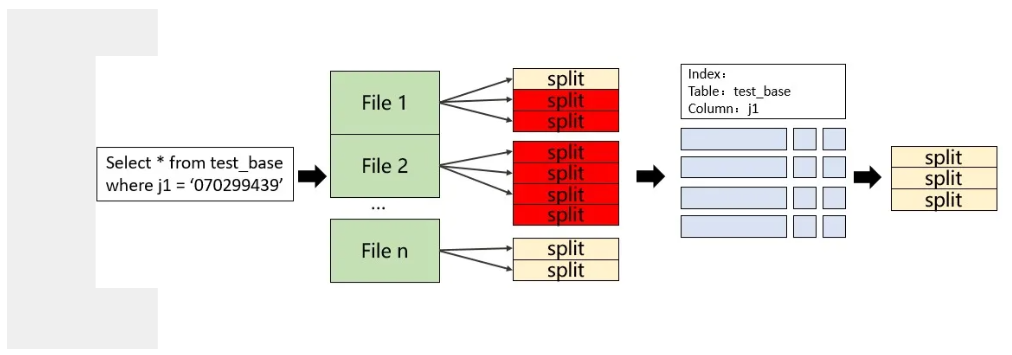 Select * from test_base
where j1 = ‘070299439’
File 1
File 2
...
File n
split
split
split
split
split
split
split
split
split
Index：
Table：test_base
Column：j1
split
split
split